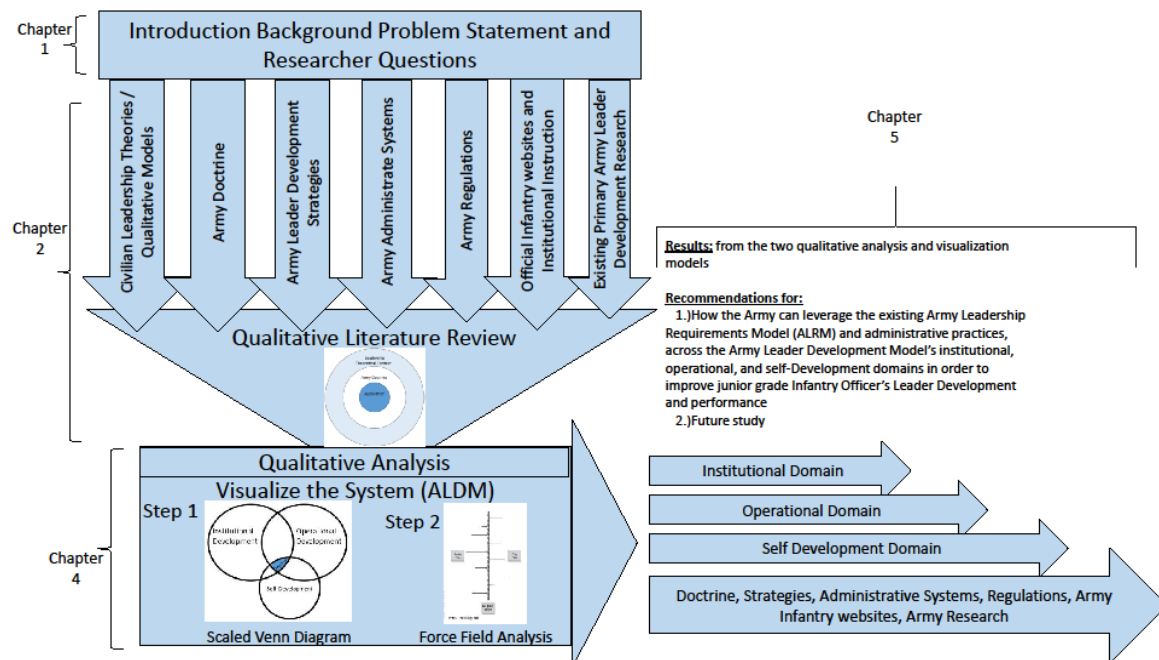 Chapter
1
Introduction Background Problem Statement and
Researcher Questions
Chapter
2
Civilian Leadership Theories /
Qualitative Models
Army Doctrine
Army Leader Development
Strategies
Army Administrate Systems
Army Regulations
Official Infantry websites and
Institutional Instruction
Existing Primary Army Leader
Development Research
Qualitative Literature Review
Chapter
4
Qualitative Analysis
Visualize the System (ALDM)
Step 1
Institutional
Development
Operational
Development
Self Development
Scaled Venn Diagram
Step 2
Force Field Analysis
Chapter
5
Results: from the two qualitative analysis and visualization
models
Recommendations for:
1.)How the Army can leverage the existing Army Leadership
Requirements Model (ALRM) and administrative practices,
across the Army Leader Development Model’s institutional,
operational, and self-Development domains in order to
improve junior grade Infantry Officer’s Leader Development
and performance
2.)Future study
Institutional Domain
Operational Domain
Self Development Domain
Doctrine, Strategies, Administrative Systems, Regulations, Army
Infantry websites, Army Research